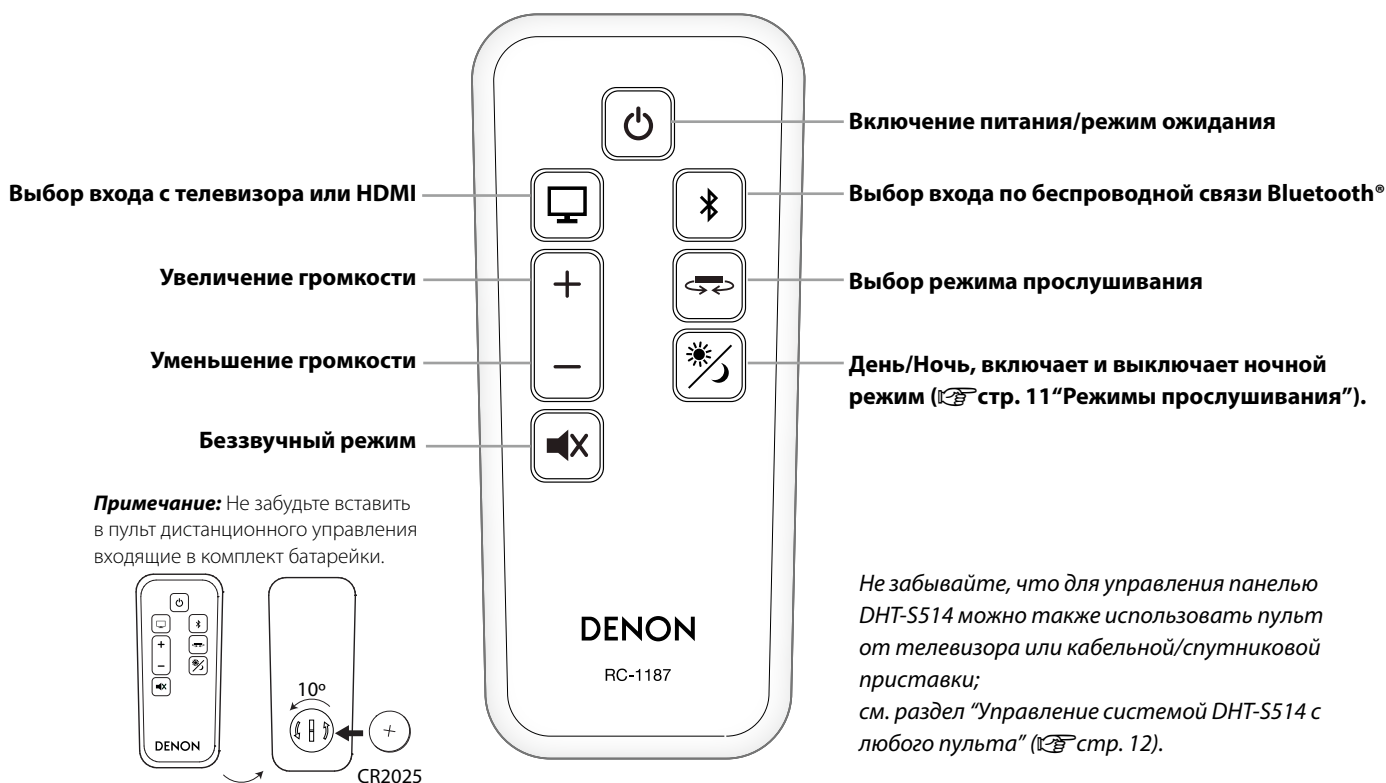 Включение питания/режим ожидания
Выбор входа с телевизора или HDMI
Выбор входа по беспроводной связи Bluetooth®
Увеличение громкости
+
Выбор режима прослушивания
Уменьшение громкости
–
День/Ночь, включает и выключает ночной
режим (☞стр. 11“Режимы прослушивания”).
Беззвучный режим
Примечание: Не забудьте вставить
в пульт дистанционного управления
входящие в комплект батарейки.
DENON
RC-1187
Не забывайте, что для управления панелью
DHT-S514 можно также использовать пульт
от телевизора или кабельной/спутниковой
приставки;
см. раздел “Управление системой DHT-S514 с
любого пульта” (☞стр. 12).
+
–
DENON
10º
+
CR2025